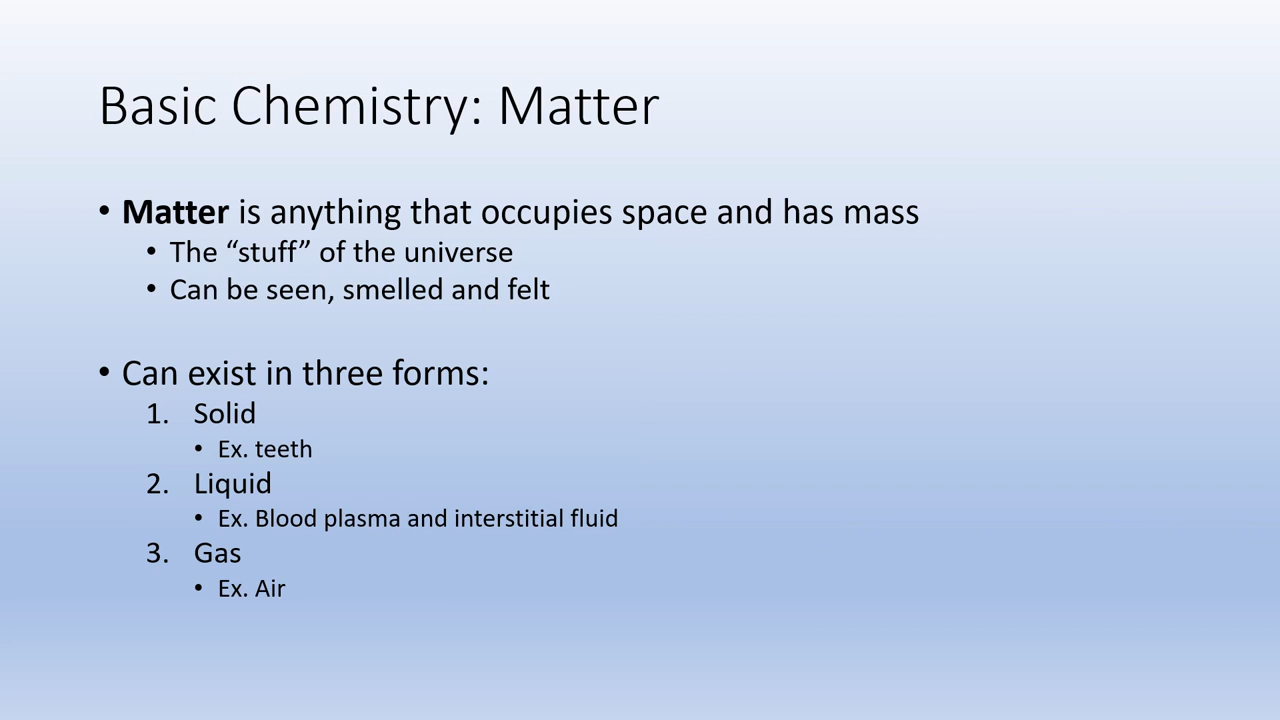 Basic Chemistry: Matter
• Matter is anything that occupies space and has mass
• The “stuff” of the universe
• Can be seen, smelled and felt
• Can exist in three forms:
1. Solid
• Ex. teeth
2. Liquid
• Ex. Blood plasma and interstitial fluid
3. Gas
• Ex. Air